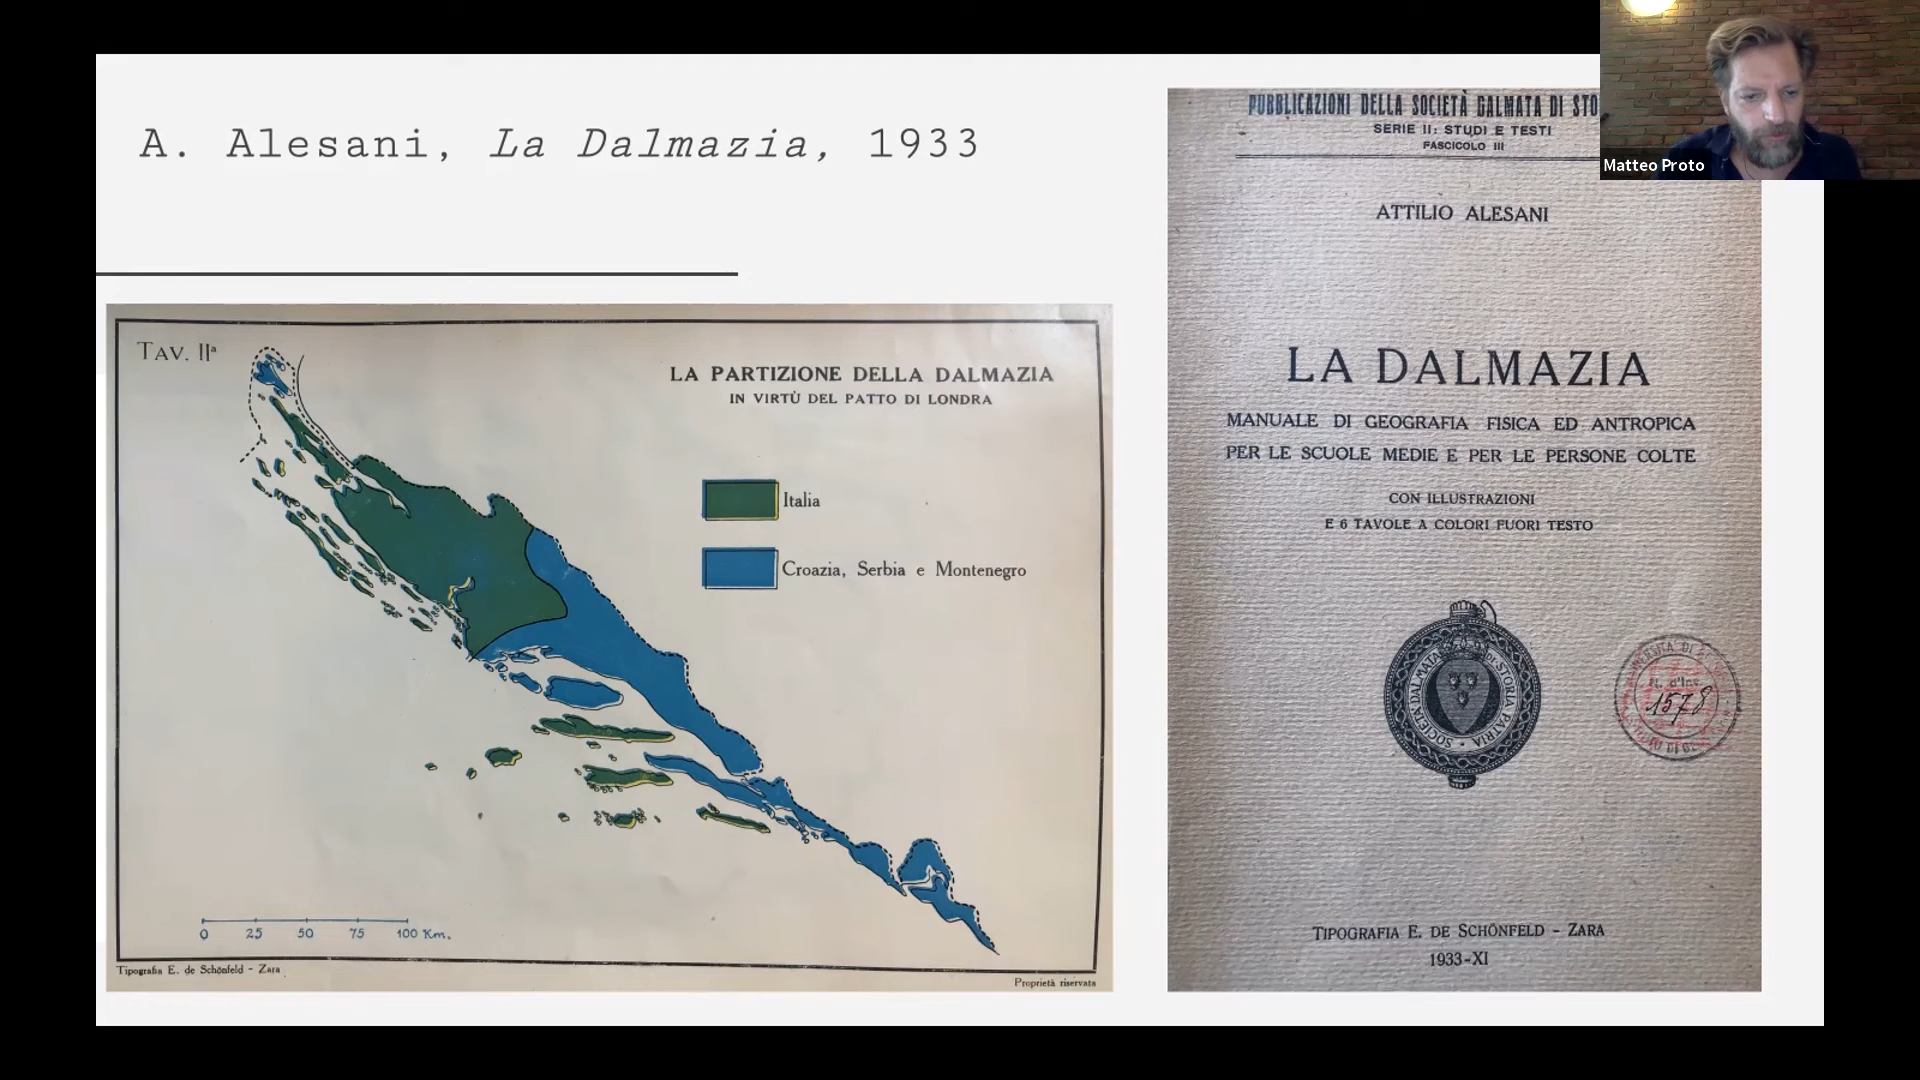 A. Alesani, La Dalmazia, 1933
TAV. IIª
LA PARTIZIONE DELLA DALMAZIA
IN VIRTÙ DEL PATTO DI LONDRA
Italia
Croazia, Serbia e Montenegro
0 25 50 75 100 Km.
Tipografia E. de Schönfeld - Zara
Proprietà riservata
PUBBLICAZIONI DELLA SOCIETÀ DALMATA DI STO
SERIE II: STUDI E TESTI
FASCICOLO III
ATTILIO ALESANI
LA DALMAZIA
MANUALE DI GEOGRAFIA FISICA ED ANTROPICA
PER LE SCUOLE MEDIE E PER LE PERSONE COLTE
CON ILLUSTRAZIONI
E 6 TAVOLE A COLORI FUORI TESTO
SOCIETÀ DALMATA DI STORIA PATRIA
N. d'Inv.
1578
TIPOGRAFIA E. DE SCHÖNFELD - ZARA
1933-XI
Matteo Proto